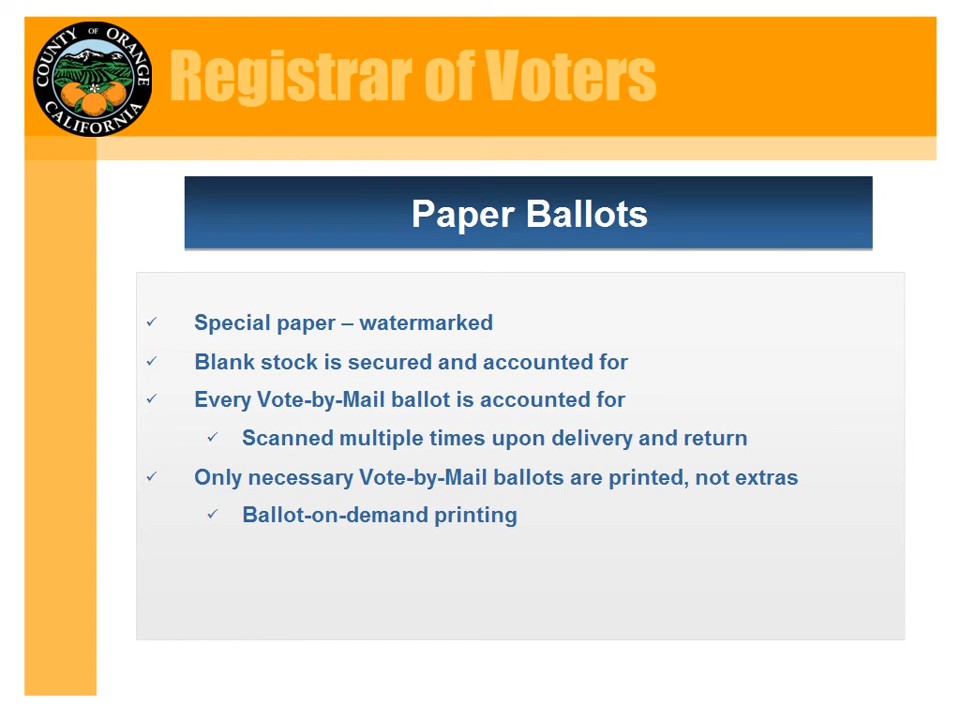 COUNTY OF ORANGE
CALIFORNIA
Registrar of Voters
Paper Ballots
Special paper – watermarked
Blank stock is secured and accounted for
Every Vote-by-Mail ballot is accounted for
Scanned multiple times upon delivery and return
Only necessary Vote-by-Mail ballots are printed, not extras
Ballot-on-demand printing